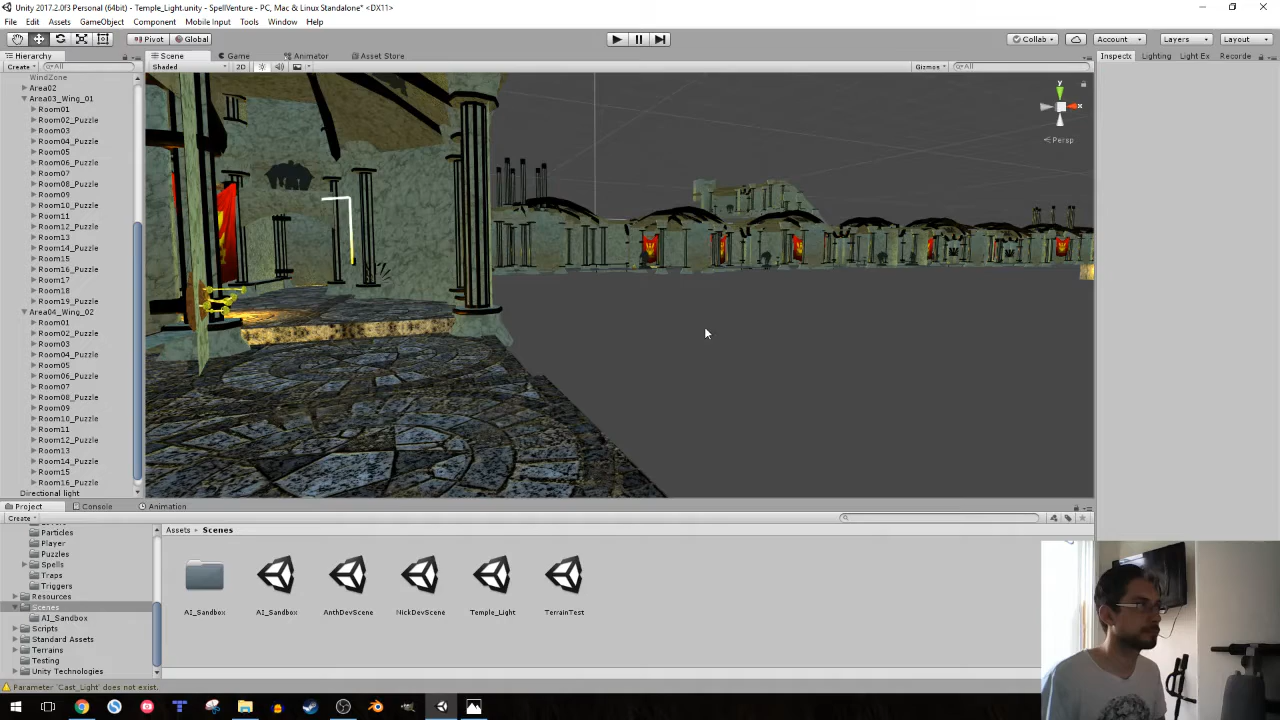 Unity 2017.2.0f3 Personal (64bit) - Temple_Light.unity - SpellVenture - PC, Mac & Linux Standalone* <DX11>
File Edit Assets GameObject Component Mobile Input Tools Window Help
Pivot Global Collab Account Layers Layout
Hierarchy Scene Game Animator Asset Store Inspecto Lighting Light Ex Recorde
Create All Shaded 2D Gizmos All
WindZone
Area02
Area03_Wing_01
Room01
Room02_Puzzle
Room03
Room04_Puzzle
Room05
Room06_Puzzle
Room07
Room08_Puzzle
Room09
Room10_Puzzle
Room11
Room12_Puzzle
Room13
Room14_Puzzle
Room15
Room16_Puzzle
Room17
Room18
Room19_Puzzle
Area04_Wing_02
Room01
Room02_Puzzle
Room03
Room04_Puzzle
Room05
Room06_Puzzle
Room07
Room08_Puzzle
Room09
Room10_Puzzle
Room11
Room12_Puzzle
Room13
Room14_Puzzle
Room15
Room16_Puzzle
Directional light
y
x
Persp
Project Console Animation
Create
Particles
Player
Puzzles
Spells
Traps
Triggers
Resources
Scenes
AI_Sandbox
Scripts
Standard Assets
Terrains
Testing
Unity Technologies
Assets Scenes
AI_Sandbox AI_Sandbox AnthDevScene NickDevScene Temple_Light TerrainTest
Parameter 'Cast_Light' does not exist.